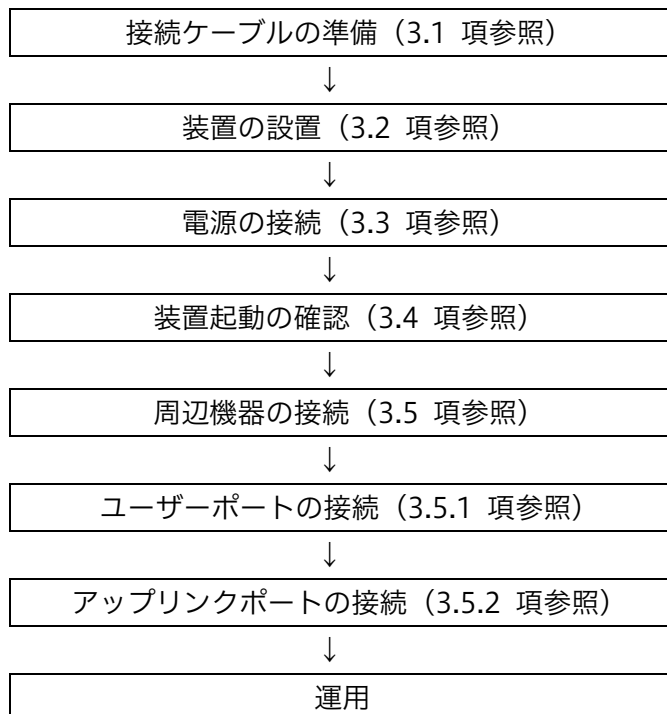 接続ケーブルの準備（3.1 項参照）
↓
装置の設置（3.2 項参照）
↓
電源の接続（3.3 項参照）
↓
装置起動の確認（3.4 項参照）
↓
周辺機器の接続（3.5 項参照）
↓
ユーザーポートの接続（3.5.1 項参照）
↓
アップリンクポートの接続（3.5.2 項参照）
↓
運用